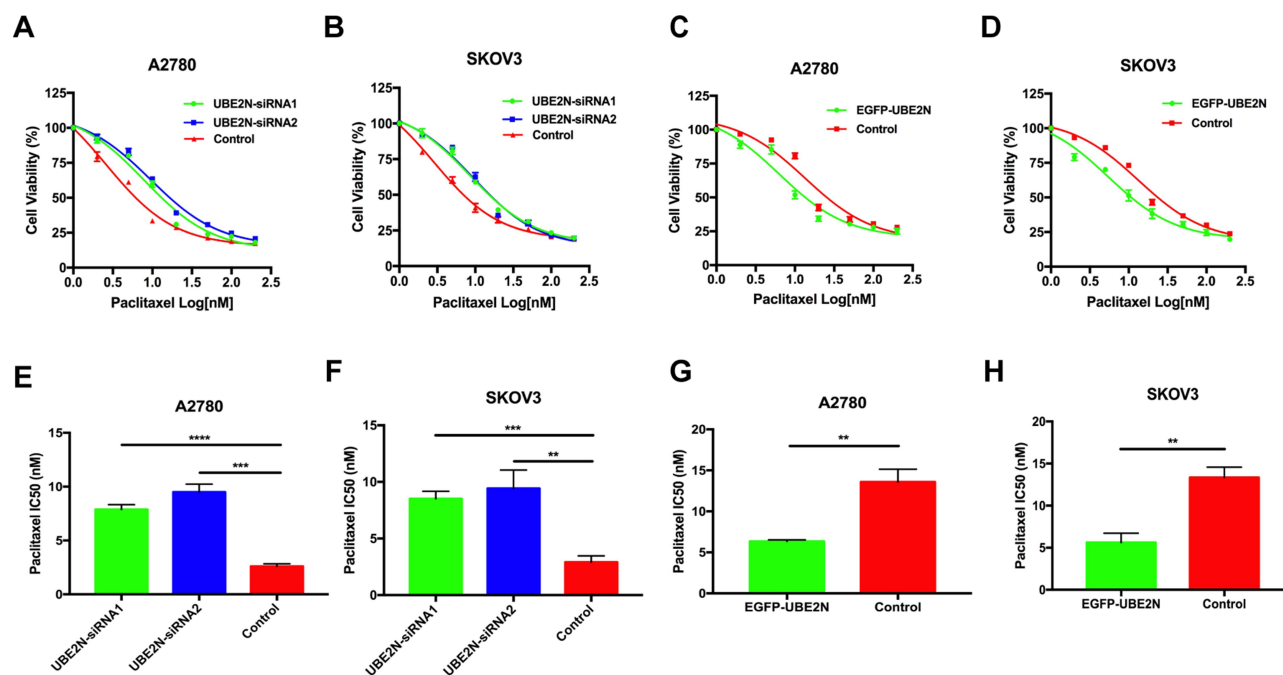 A
A2780
UBE2N-siRNA1
UBE2N-siRNA2
Control
Cell Viability (%)
125
100
75
50
25
0
0.0 0.5 1.0 1.5 2.0 2.5
Paclitaxel Log[nM]
B
SKOV3
UBE2N-siRNA1
UBE2N-siRNA2
Control
Cell Viability (%)
125
100
75
50
25
0
0.0 0.5 1.0 1.5 2.0 2.5
Paclitaxel Log[nM]
C
A2780
EGFP-UBE2N
Control
Cell Viability (%)
125
100
75
50
25
0
0.0 0.5 1.0 1.5 2.0 2.5
Paclitaxel Log[nM]
D
SKOV3
EGFP-UBE2N
Control
Cell Viability (%)
125
100
75
50
25
0
0.0 0.5 1.0 1.5 2.0 2.5
Paclitaxel Log[nM]
E
A2780
Paclitaxel IC50 (nM)
15
10
5
0
****
***
UBE2N-siRNA1
UBE2N-siRNA2
Control
F
SKOV3
Paclitaxel IC50 (nM)
15
10
5
0
***
**
UBE2N-siRNA1
UBE2N-siRNA2
Control
G
A2780
Paclitaxel IC50 (nM)
20
15
10
5
0
**
EGFP-UBE2N
Control
H
SKOV3
Paclitaxel IC50 (nM)
20
15
10
5
0
**
EGFP-UBE2N
Control